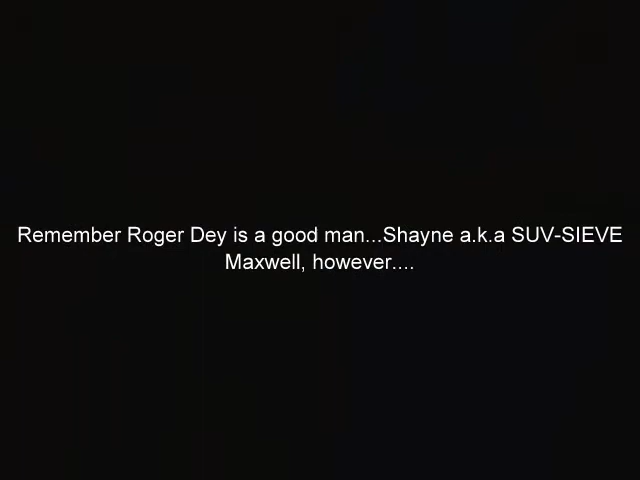 Remember Roger Dey is a good man...Shayne a.k.a SUV-SIEVE
Maxwell, however....